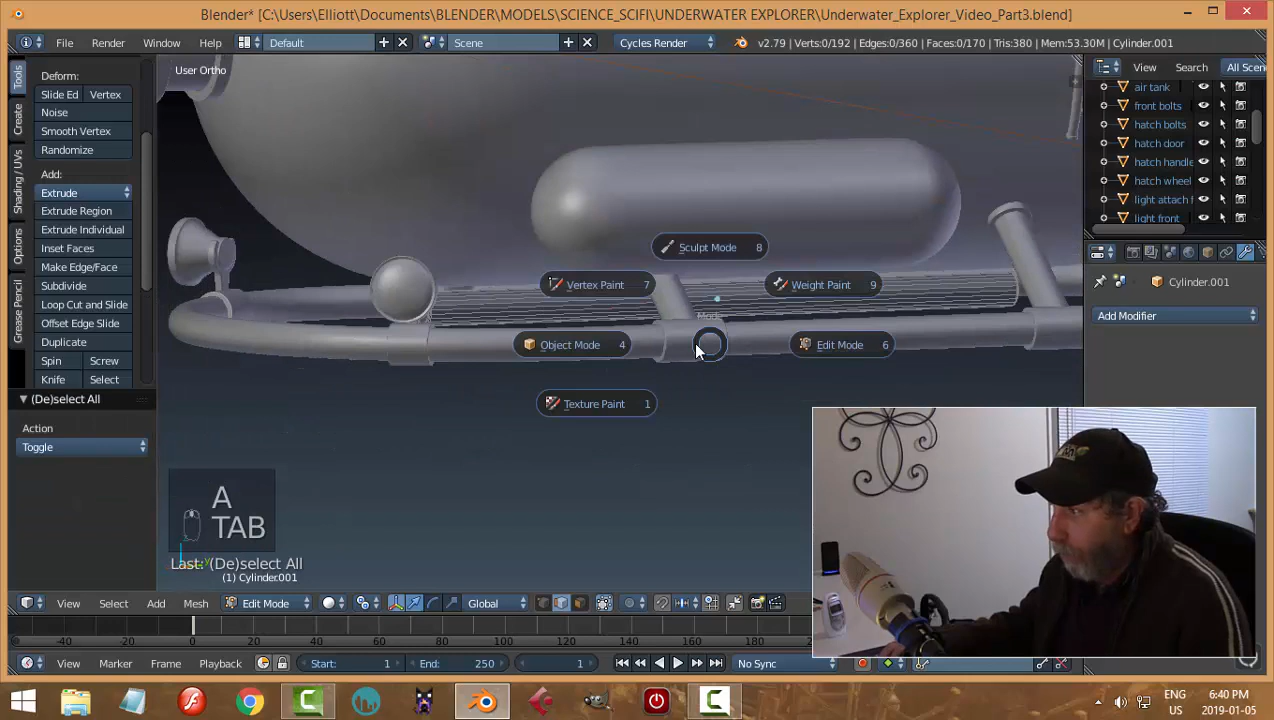 Blender* [C:\Users\Elliott\Documents\BLENDER\MODELS\SCIENCE_SCIFI\UNDERWATER EXPLORER\Underwater_Explorer_Video_Part3.blend]
File Render Window Help Default Scene Cycles Render v2.79 | Verts:0/192 | Edges:0/360 | Faces:0/170 | Tris:380 | Mem:53.30M | Cylinder.001
Tools
Create
Shading / UVs
Options
Grease Pencil
Deform:
Slide Ed Vertex
Noise
Smooth Vertex
Randomize
Add:
Extrude
Extrude Region
Extrude Individual
Inset Faces
Make Edge/Face
Subdivide
Loop Cut and Slide
Offset Edge Slide
Duplicate
Spin Screw
Knife Select
(De)select All
Action
Toggle
User Ortho
Sculpt Mode 8
Vertex Paint 7
Weight Paint 9
Mode
Object Mode 4
Edit Mode 6
Texture Paint 1
A
TAB
Last: (De)select All
(1) Cylinder.001
View Search All Scen
air tank
front bolts
hatch bolts
hatch door
hatch handle
hatch wheel
light attach f
light front
Cylinder.001
Add Modifier
View Select Add Mesh Edit Mode Global
-40 -20 0 20 40 60 80 100 120 140 160
View Marker Frame Playback Start: 1 End: 250 1 No Sync
ENG
6:40 PM
US
2019-01-05